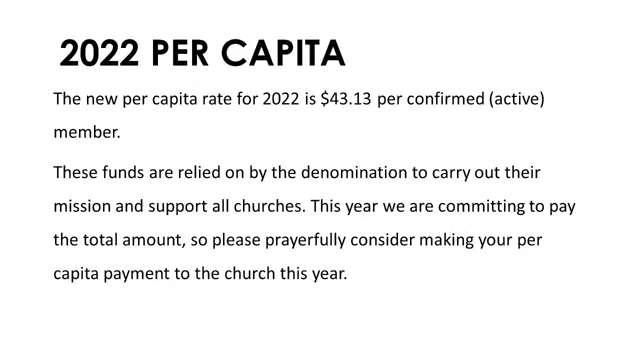 2022 PER CAPITA
The new per capita rate for 2022 is $43.13 per confirmed (active)
member.
These funds are relied on by the denomination to carry out their
mission and support all churches. This year we are committing to pay
the total amount, so please prayerfully consider making your per
capita payment to the church this year.